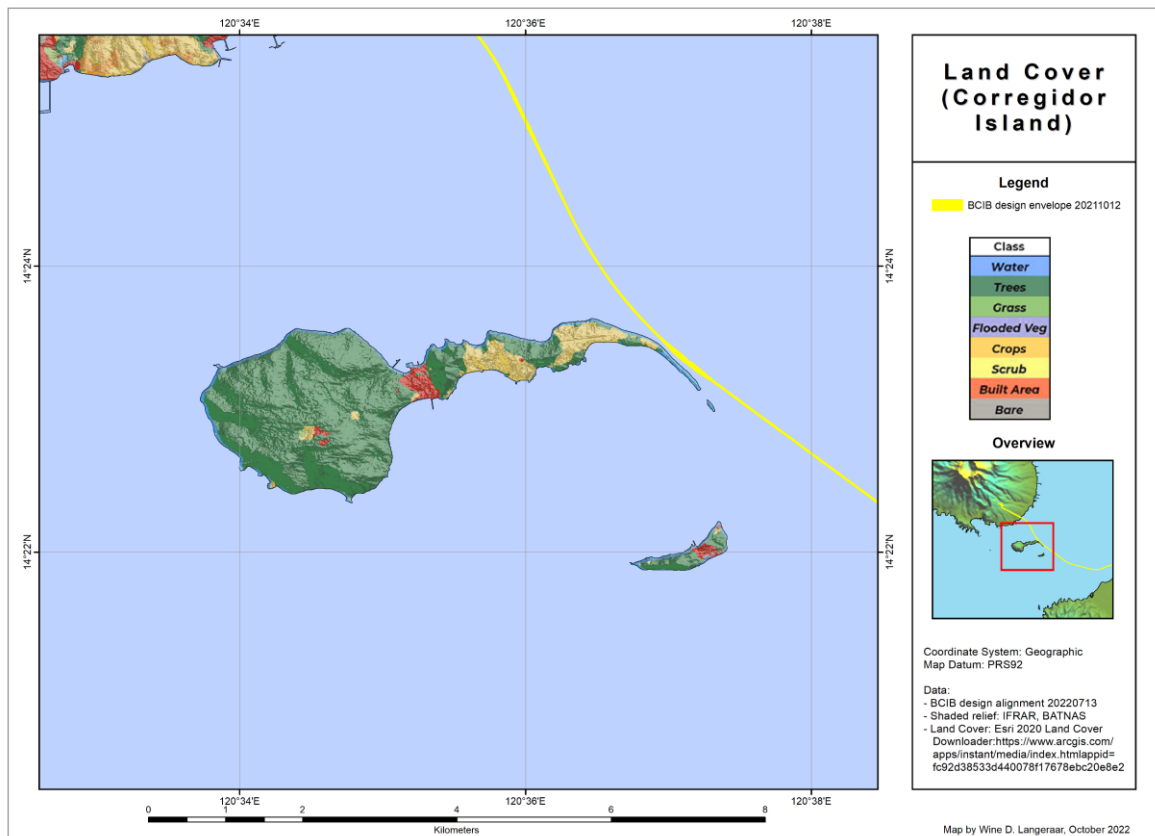 120°34'E
120°36'E
120°38'E
14°24'N
14°24'N
14°22'N
14°22'N
120°34'E
120°36'E
120°38'E
0
1
2
4
6
8
Kilometers
Land Cover
(Corregidor
Island)
Legend
BCIB design envelope 20211012
Class
Water
Trees
Grass
Flooded Veg
Crops
Scrub
Built Area
Bare
Overview
Coordinate System: Geographic
Map Datum: PRS92
Data:
- BCIB design alignment 20220713
- Shaded relief: IFRAR, BATNAS
- Land Cover: Esri 2020 Land Cover
Downloader:https://www.arcgis.com/
apps/instant/media/index.htmlappid=
fc92d38533d440078f17678ebc20e8e2
Map by Wine D. Langeraar, October 2022